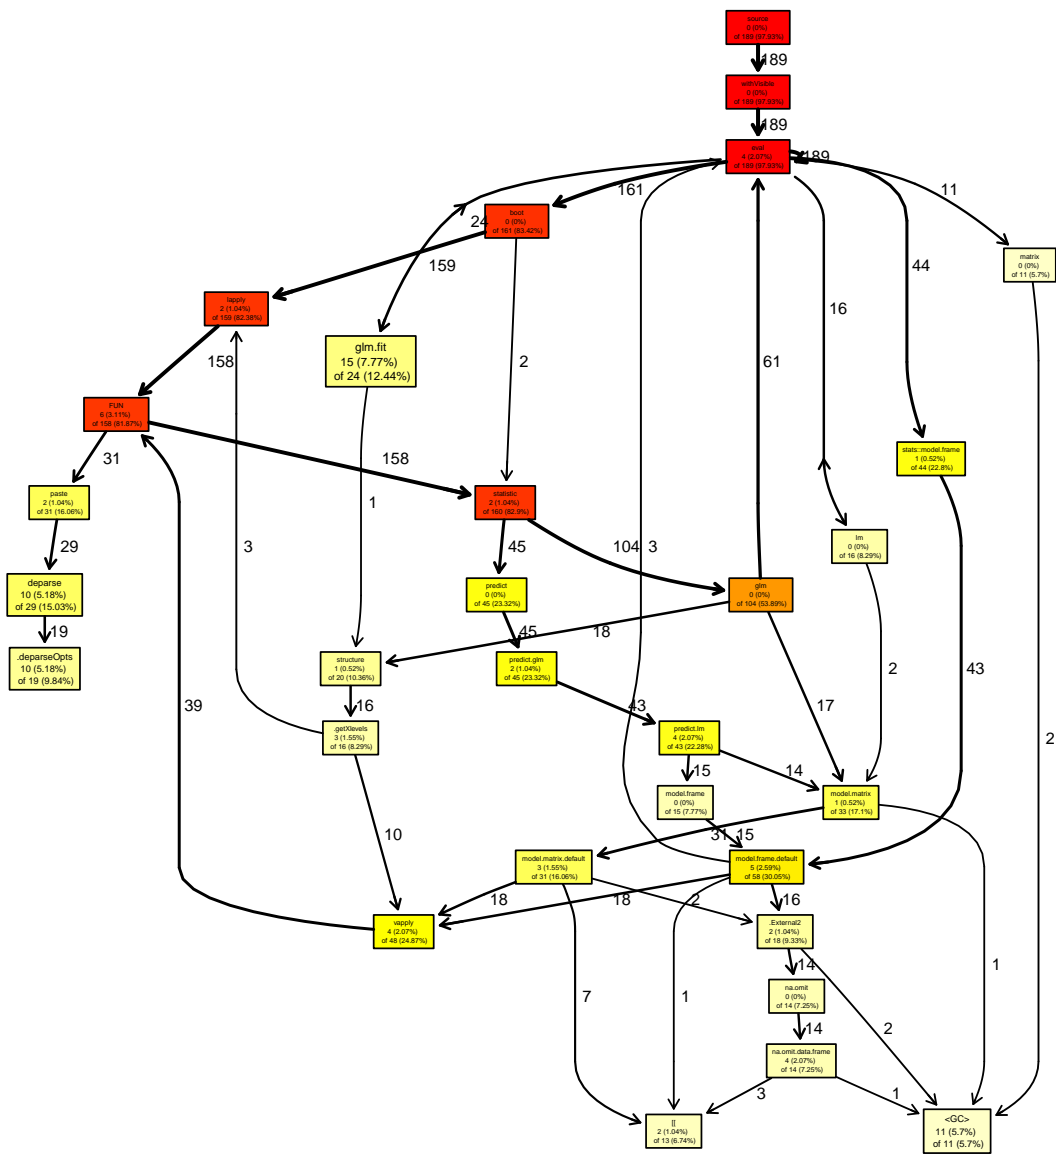 source
0 (0%)
of 189 (97.93%)
189
withVisible
0 (0%)
of 189 (97.93%)
189
eval
4 (2.07%)
of 189 (97.93%)
189
161
11
24
boot
0 (0%)
of 161 (83.42%)
44
matrix
0 (0%)
of 11 (5.7%)
159
lapply
2 (1.04%)
of 159 (82.38%)
16
158
glm.fit
15 (7.77%)
of 24 (12.44%)
2
61
FUN
6 (3.11%)
of 158 (81.87%)
31
158
stats::model.frame
1 (0.52%)
of 44 (22.8%)
paste
2 (1.04%)
of 31 (16.06%)
1
statistic
2 (1.04%)
of 160 (82.9%)
29
3
45
104
3
lm
0 (0%)
of 16 (8.29%)
deparse
10 (5.18%)
of 29 (15.03%)
predict
0 (0%)
of 45 (23.32%)
glm
0 (0%)
of 104 (53.89%)
19
45
18
.deparseOpts
10 (5.18%)
of 19 (9.84%)
structure
1 (0.52%)
of 20 (10.36%)
predict.glm
2 (1.04%)
of 45 (23.32%)
2
43
39
16
43
17
.getXlevels
3 (1.55%)
of 16 (8.29%)
predict.lm
4 (2.07%)
of 43 (22.28%)
2
15
14
model.frame
0 (0%)
of 15 (7.77%)
model.matrix
1 (0.52%)
of 33 (17.1%)
10
31
15
model.matrix.default
3 (1.55%)
of 31 (16.06%)
model.frame.default
5 (2.59%)
of 58 (30.05%)
18
18
2
16
vapply
4 (2.07%)
of 48 (24.87%)
.External2
2 (1.04%)
of 18 (9.33%)
14
1
7
1
na.omit
0 (0%)
of 14 (7.25%)
14
2
na.omit.data.frame
4 (2.07%)
of 14 (7.25%)
3
1
[[
2 (1.04%)
of 13 (6.74%)
<GC>
11 (5.7%)
of 11 (5.7%)